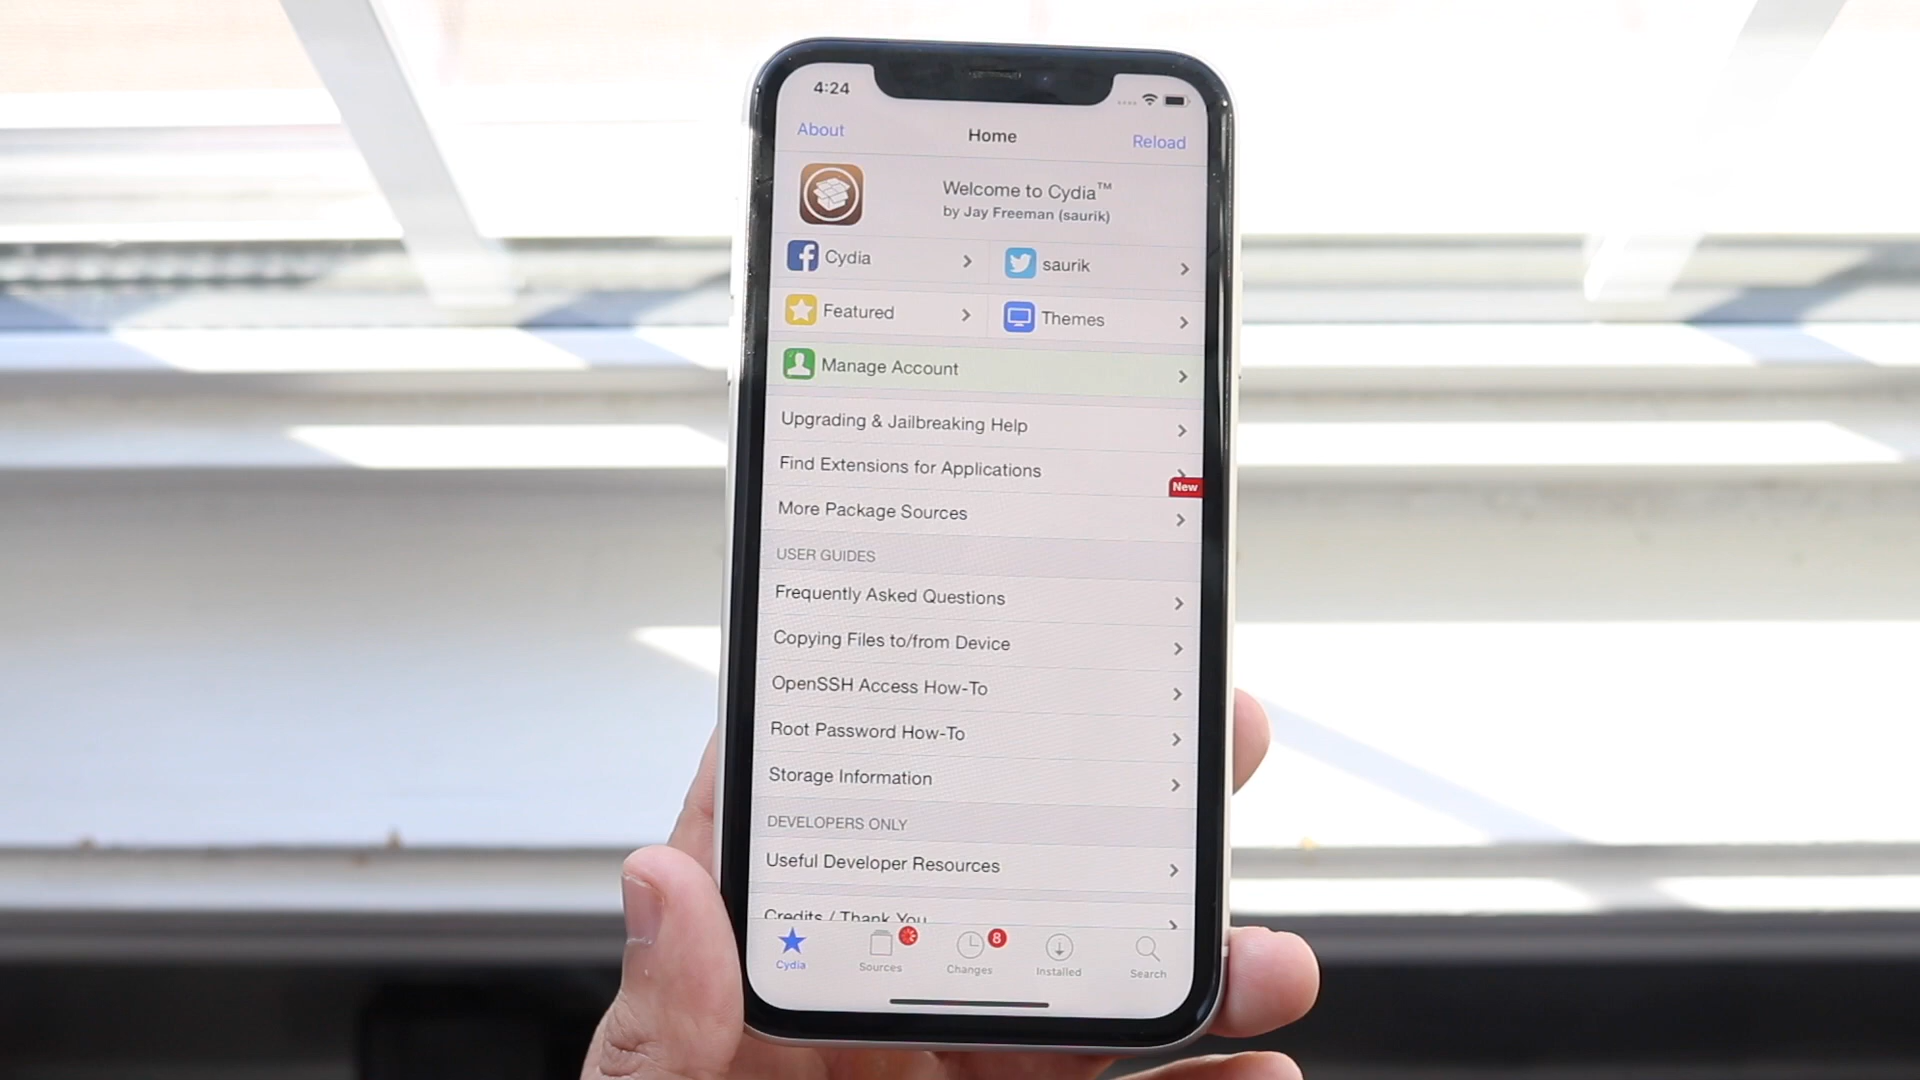 4:24
About
Home
Reload
Welcome to Cydia™
by Jay Freeman (saurik)
Cydia
saurik
Featured
Themes
Manage Account
Upgrading & Jailbreaking Help
Find Extensions for Applications
New
More Package Sources
USER GUIDES
Frequently Asked Questions
Copying Files to/from Device
OpenSSH Access How-To
Root Password How-To
Storage Information
DEVELOPERS ONLY
Useful Developer Resources
Credits / Thank You
8
Cydia
Sources
Changes
Installed
Search